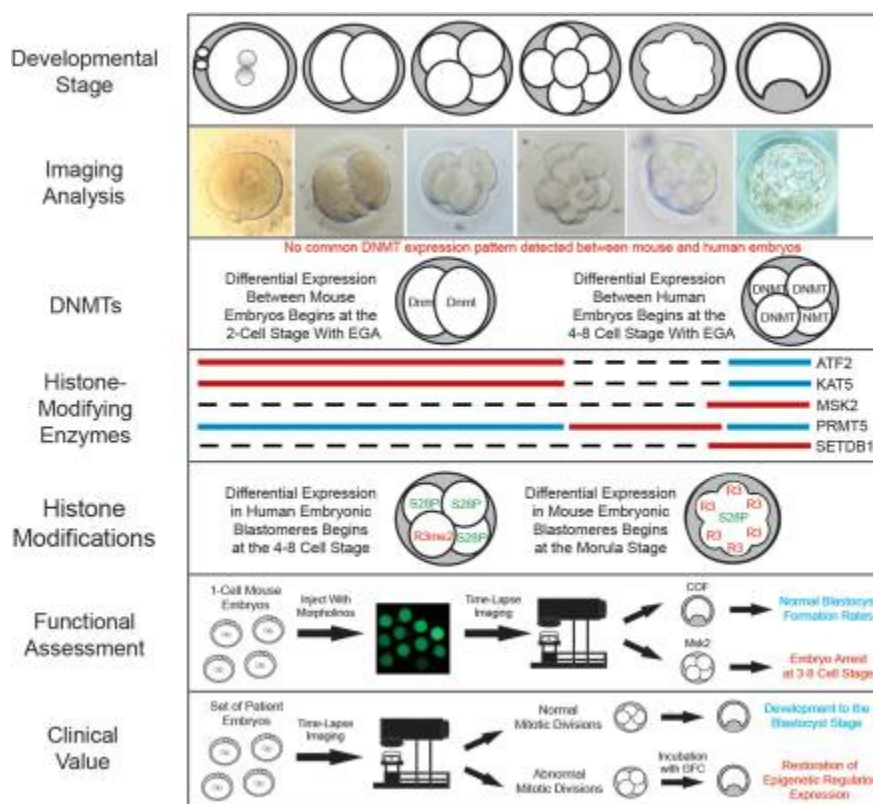 Developmental
Stage
Imaging
Analysis
No common DNMT expression pattern detected between mouse and human embryos
DNMTs
Differential Expression
Between Mouse
Embryos Begins at the
2-Cell Stage With EGA
Dnmt
Differential Expression
Between Human
Embryos Begins at the
4-8 Cell Stage With EGA
DNMT DNMT
DNMT NMT
Histone-
Modifying
Enzymes
ATF2
KAT5
MSK2
PRMT5
SETDB1
Histone
Modifications
Differential Expression
in Human Embryonic
Blastomeres Begins
at the 4-8 Cell Stage
S28P S28P
R3me2 S28P
Differential Expression
in Mouse Embryonic
Blastomeres Begins
at the Morula Stage
R3
R3 R3
S28P
R3 R3
R3 R3
Functional
Assessment
1-Cell Mouse
Embryos
Inject With
Morpholinos
Time-Lapse
Imaging
Normal Blastocyst
Formation Rates
Msk2
Embryo Arrest
at 3-8 Cell Stage
Clinical
Value
Set of Patient
Embryos
Time-Lapse
Imaging
Normal
Mitotic Divisions
Development to the
Blastocyst Stage
Abnormal
Mitotic Divisions
Incubation
with
Restoration of
Epigenetic Regulator
Expression